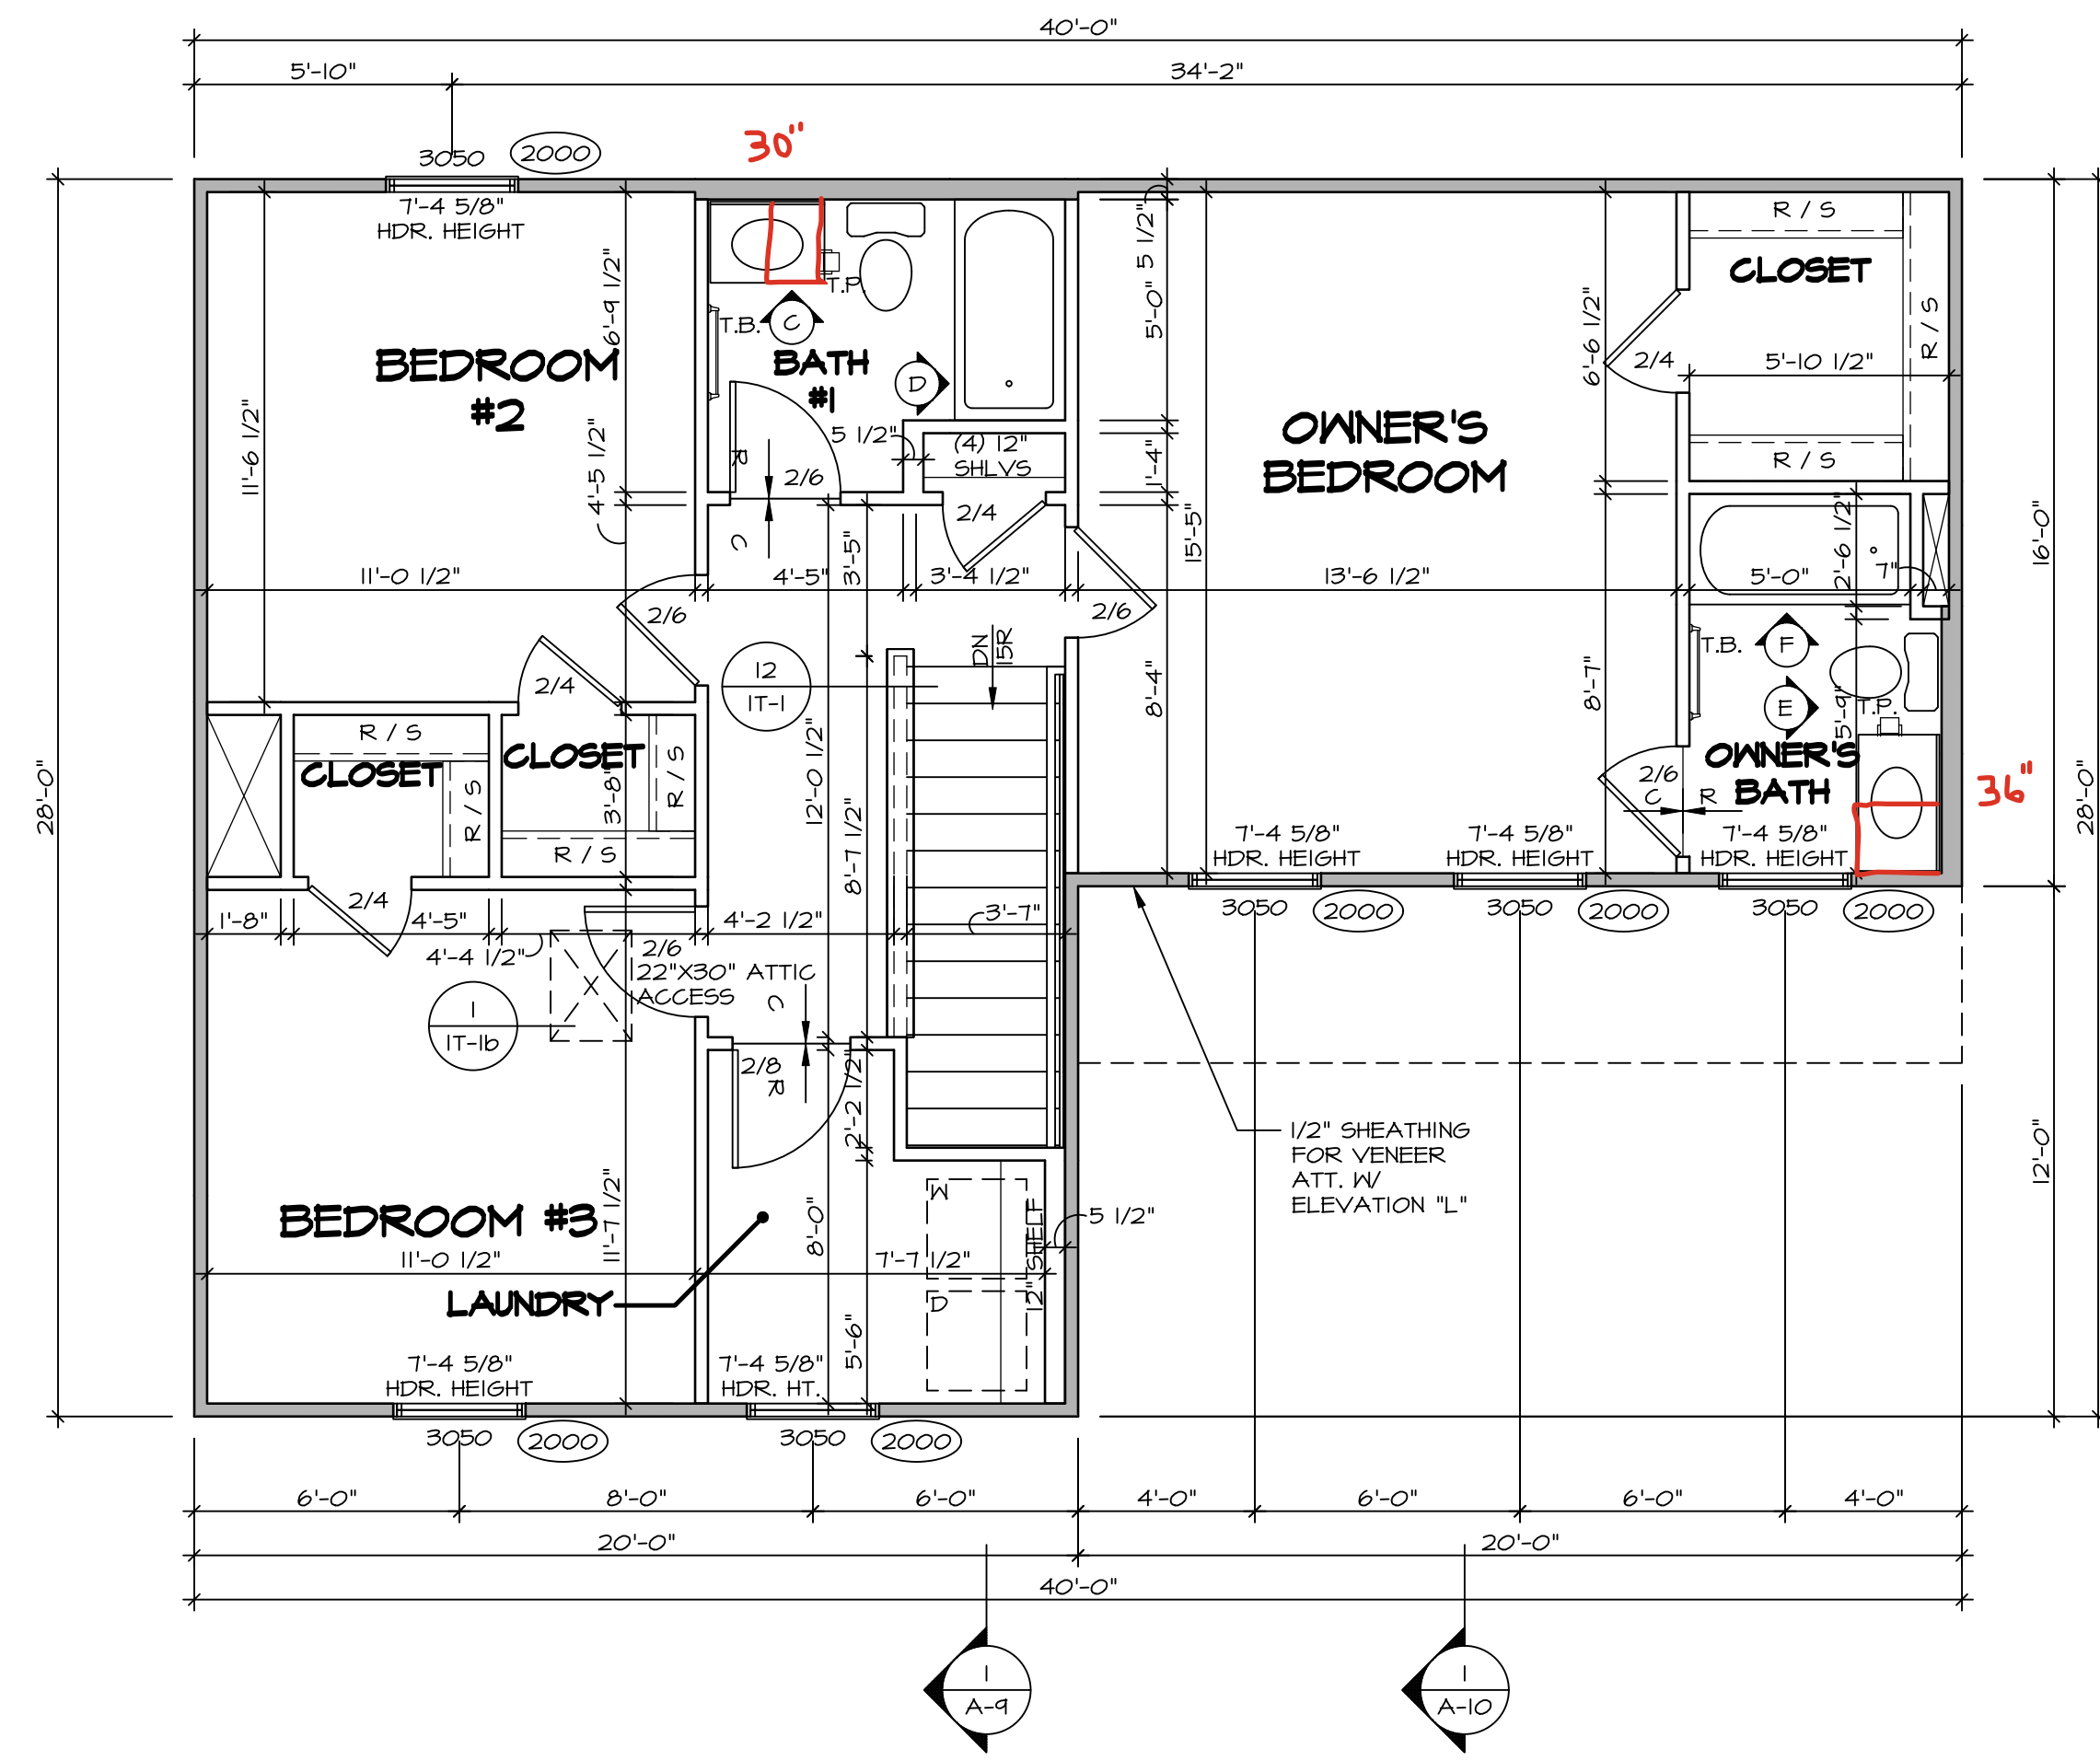 40'-0"
5'-10"
34'-2"
30"
3050
2000
7'-4 5/8"
HDR. HEIGHT
T.P.
T.B.
C
D
BATH
#1
BEDROOM
#2
11'-6 1/2"
6'-9 1/2"
4'-5 1/2"
5 1/2"
(4) 12"
SHLVS
R
2/6
C
2/4
5 1/2"
5'-0"
1'-4"
15'-5"
8'-4"
OWNER'S
BEDROOM
6'-6 1/2"
8'-7"
R / S
CLOSET
R / S
2/4
5'-10 1/2"
R / S
16'-0"
28'-0"
28'-0"
12'-0"
11'-0 1/2"
4'-5"
3'-5"
3'-4 1/2"
13'-6 1/2"
5'-0"
2'-6 1/2"
7"
2/6
2/6
2/4
12
1T-1
DN
15R
T.B.
F
E
T.P.
5'-9"
OWNER'S
BATH
36"
2/6
C
R
R / S
CLOSET
R / S
CLOSET
R / S
R / S
3'-8"
12'-0 1/2"
8'-7 1/2"
7'-4 5/8"
HDR. HEIGHT
7'-4 5/8"
HDR. HEIGHT
7'-4 5/8"
HDR. HEIGHT
3050
2000
3050
2000
3050
2000
1'-8"
2/4
4'-5"
4'-4 1/2"
4'-2 1/2"
3'-7"
2/6
22"X30" ATTIC
ACCESS
C
1
1T-1b
2/8
R
2'-2 1/2"
1/2" SHEATHING
FOR VENEER
ATT. W/
ELEVATION "L"
W
12" SHELF
5 1/2"
BEDROOM #3
11'-7 1/2"
8'-0"
11'-0 1/2"
7'-7 1/2"
D
LAUNDRY
5'-6"
7'-4 5/8"
HDR. HEIGHT
7'-4 5/8"
HDR. HT.
3050
2000
3050
2000
6'-0"
8'-0"
6'-0"
4'-0"
6'-0"
6'-0"
4'-0"
20'-0"
20'-0"
40'-0"
1
A-9
1
A-10